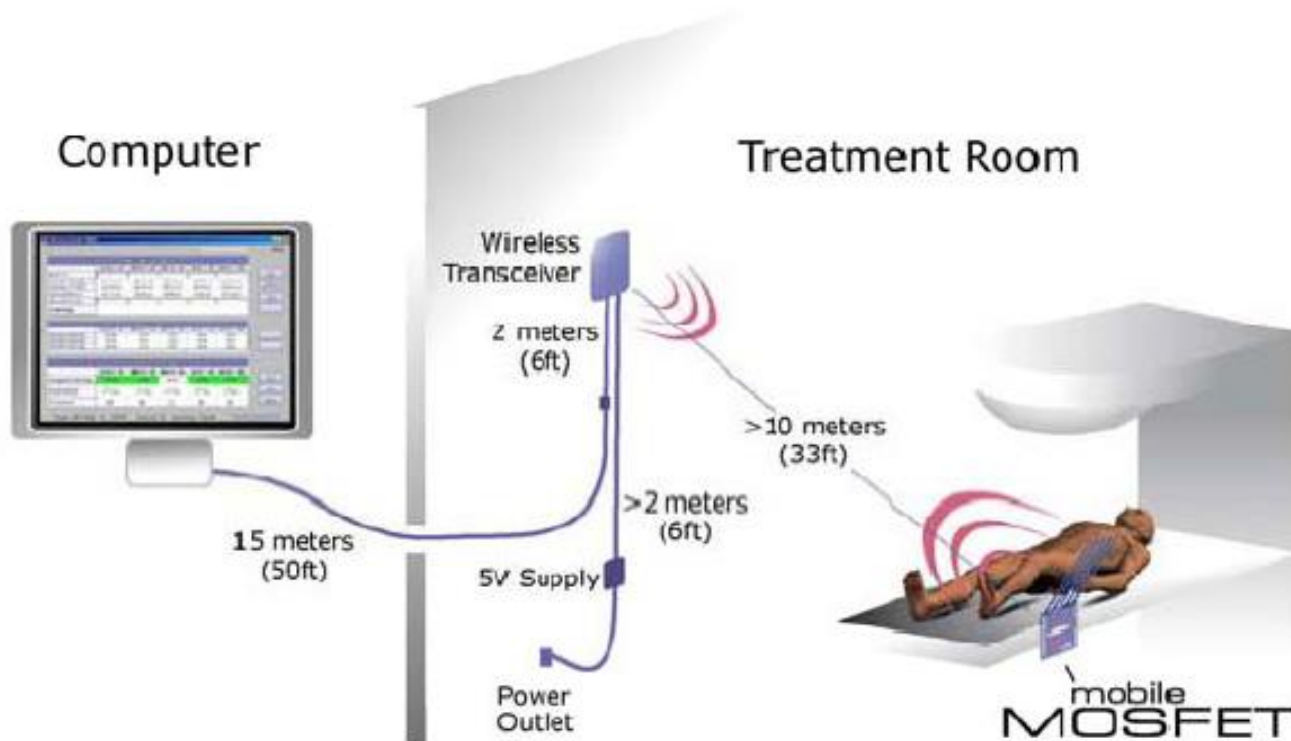 Computer
Treatment Room
Wireless
Transceiver
2 meters
(6ft)
>10 meters
(33ft)
>2 meters
(6ft)
15 meters
(50ft)
5V Supply
Power
Outlet
mobile
MOSFET